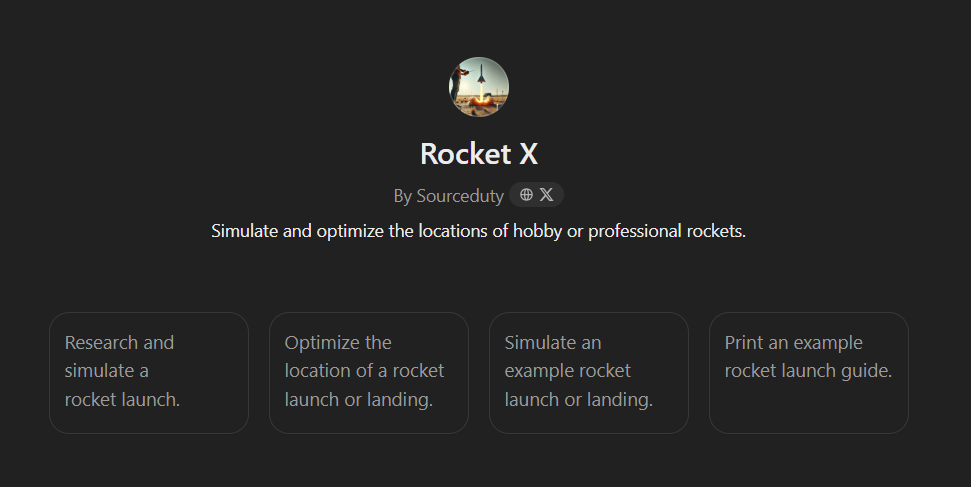 Rocket X
By Sourceduty
Simulate and optimize the locations of hobby or professional rockets.
Research and
simulate a
rocket launch.
Optimize the
location of a rocket
launch or landing.
Simulate an
example rocket
launch or landing.
Print an example
rocket launch guide.